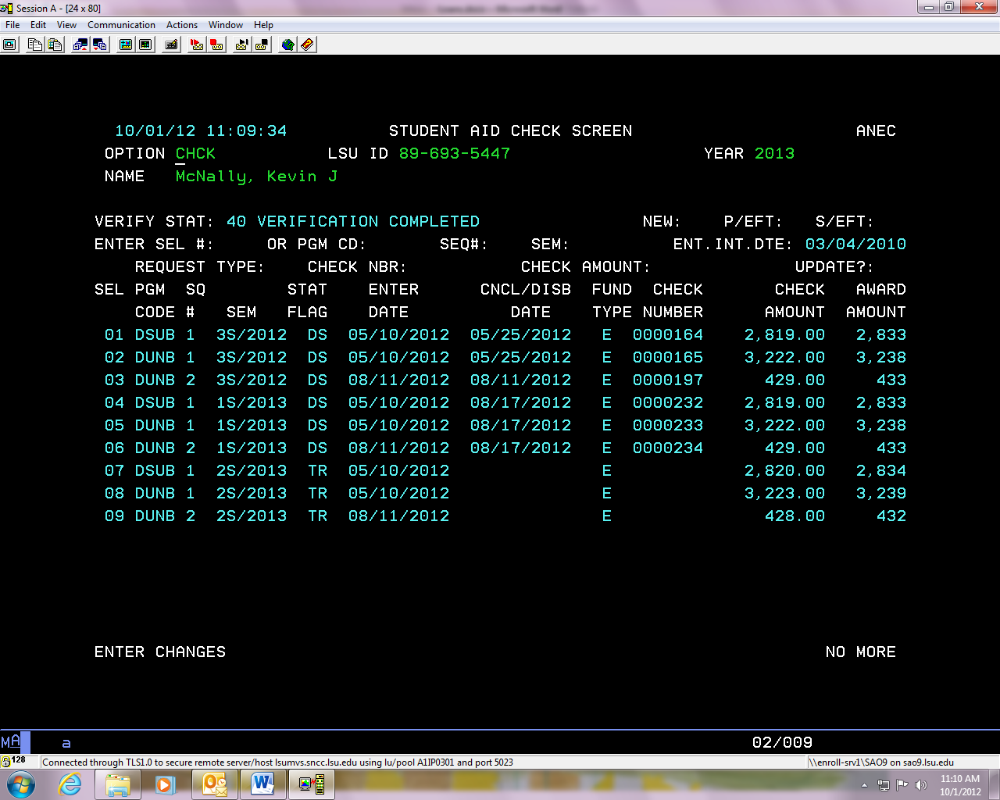 Session A - [24 x 80]
File Edit View Communication Actions Window Help
10/01/12 11:09:34 STUDENT AID CHECK SCREEN ANEC
OPTION CHCK LSU ID 89-693-5447 YEAR 2013
NAME McNally, Kevin J
VERIFY STAT: 40 VERIFICATION COMPLETED NEW: P/EFT: S/EFT:
ENTER SEL #: OR PGM CD: SEQ#: SEM: ENT.INT.DTE: 03/04/2010
REQUEST TYPE: CHECK NBR: CHECK AMOUNT: UPDATE?:
SEL PGM SQ STAT ENTER CNCL/DISB FUND CHECK CHECK AWARD
CODE # SEM FLAG DATE DATE TYPE NUMBER AMOUNT AMOUNT
01 DSUB 1 3S/2012 DS 05/10/2012 05/25/2012 E 0000164 2,819.00 2,833
02 DUNB 1 3S/2012 DS 05/10/2012 05/25/2012 E 0000165 3,222.00 3,238
03 DUNB 2 3S/2012 DS 08/11/2012 08/11/2012 E 0000197 429.00 433
04 DSUB 1 1S/2013 DS 05/10/2012 08/17/2012 E 0000232 2,819.00 2,833
05 DUNB 1 1S/2013 DS 05/10/2012 08/17/2012 E 0000233 3,222.00 3,238
06 DUNB 2 1S/2013 DS 08/11/2012 08/17/2012 E 0000234 429.00 433
07 DSUB 1 2S/2013 TR 05/10/2012 E 2,820.00 2,834
08 DUNB 1 2S/2013 TR 05/10/2012 E 3,223.00 3,239
09 DUNB 2 2S/2013 TR 08/11/2012 E 428.00 432
ENTER CHANGES NO MORE
MA a 02/009
128 Connected through TLS1.0 to secure remote server/host lsumvs.sncc.lsu.edu using lu/pool A1IP0301 and port 5023 \\enroll-srv1\SAO9 on sao9.lsu.edu
11:10 AM
10/1/2012